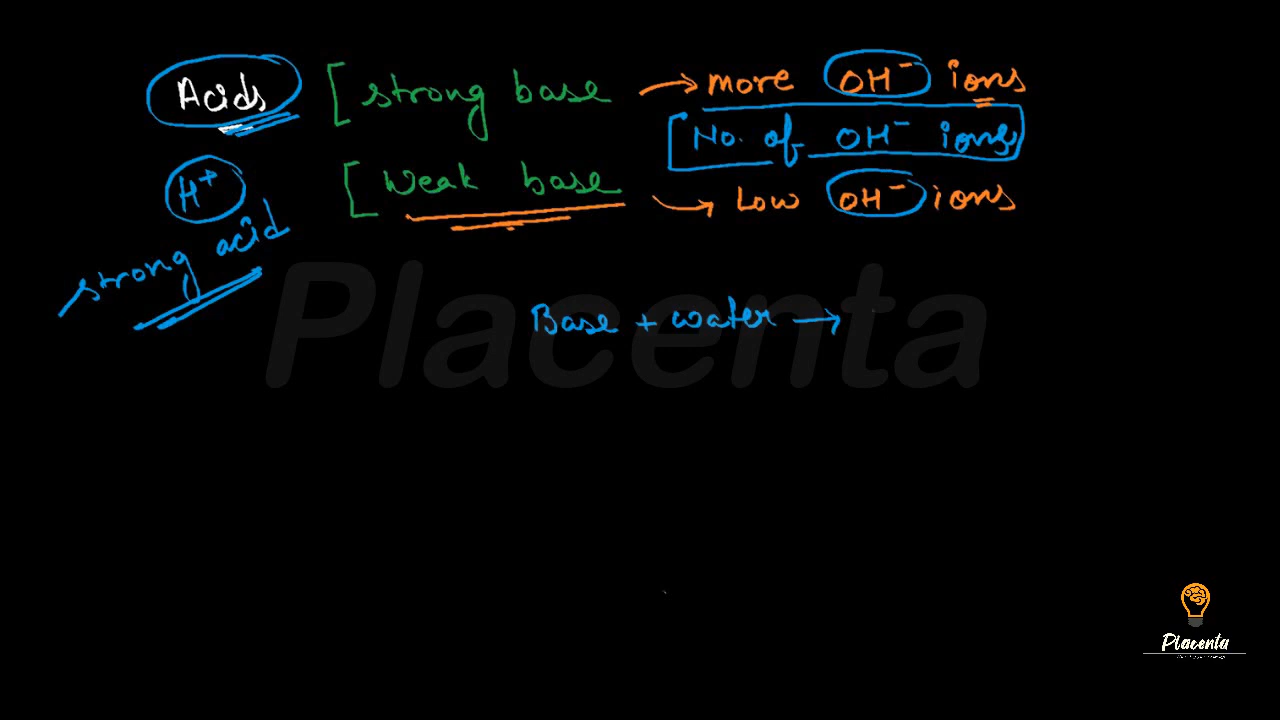 Acids [ strong base → more OH⁻ ions
[ No. of OH⁻ ions
H⁺ [ weak base → Low OH⁻ ions
strong acid
Placenta
Base + water →
Placenta